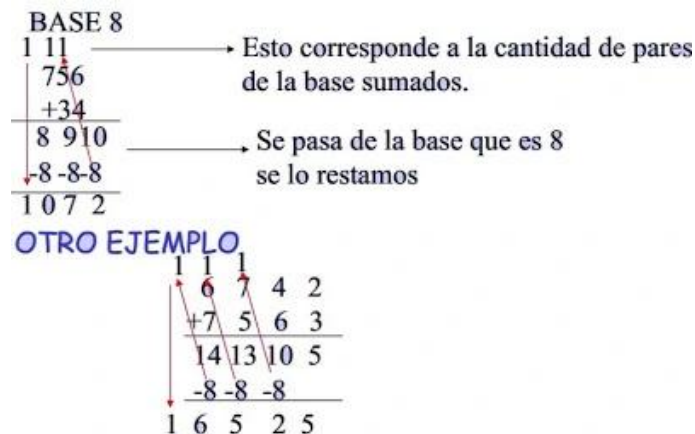 BASE 8
1 11
Esto corresponde a la cantidad de pares
de la base sumados.
756
+34
8 910
Se pasa de la base que es 8
se lo restamos
-8 -8-8
1 0 7 2
OTRO EJEMPLO
1 1 1
6 7 4 2
+7 5 6 3
14 13 10 5
-8 -8 -8
1 6 5 2 5